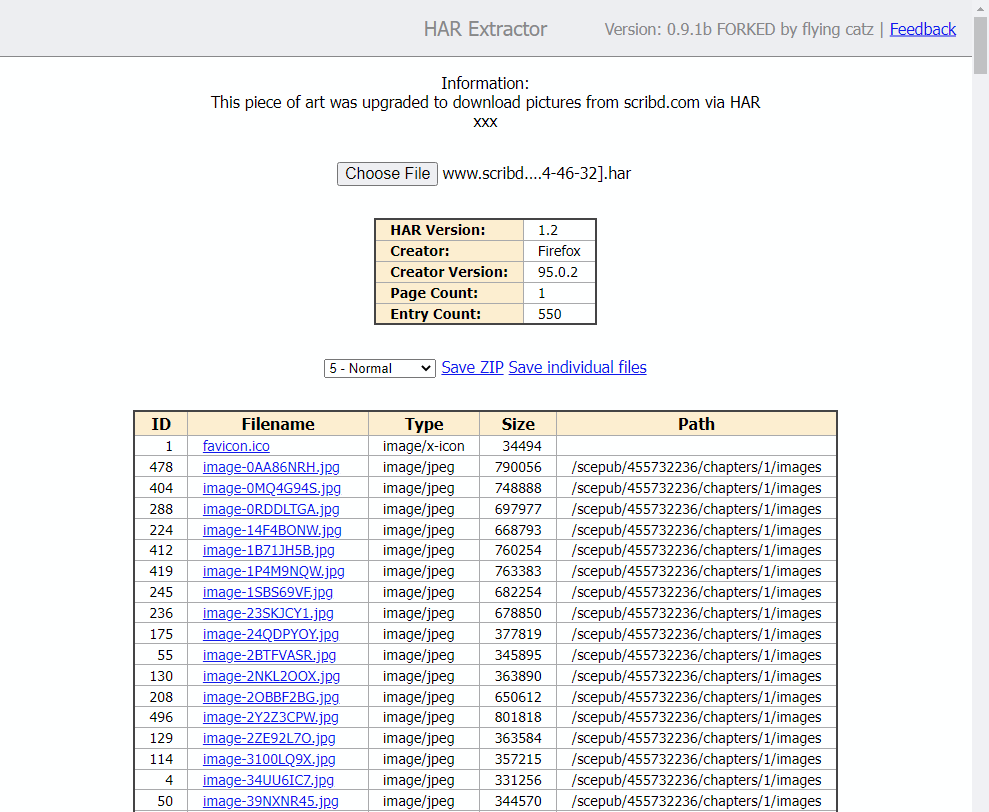 HAR Extractor Version: 0.9.1b FORKED by flying catz | Feedback
Information:
This piece of art was upgraded to download pictures from scribd.com via HAR
xxx
Choose File www.scribd....4-46-32].har
HAR Version: 1.2
Creator: Firefox
Creator Version: 95.0.2
Page Count: 1
Entry Count: 550
5 - Normal Save ZIP Save individual files
ID Filename Type Size Path
1 favicon.ico image/x-icon 34494
478 image-0AA86NRH.jpg image/jpeg 790056 /scepub/455732236/chapters/1/images
404 image-0MQ4G94S.jpg image/jpeg 748888 /scepub/455732236/chapters/1/images
288 image-0RDDLTGA.jpg image/jpeg 697977 /scepub/455732236/chapters/1/images
224 image-14F4BONW.jpg image/jpeg 668793 /scepub/455732236/chapters/1/images
412 image-1B71JH5B.jpg image/jpeg 760254 /scepub/455732236/chapters/1/images
419 image-1P4M9NQW.jpg image/jpeg 763383 /scepub/455732236/chapters/1/images
245 image-1SBS69VF.jpg image/jpeg 682254 /scepub/455732236/chapters/1/images
236 image-23SKJCY1.jpg image/jpeg 678850 /scepub/455732236/chapters/1/images
175 image-24QDPYOY.jpg image/jpeg 377819 /scepub/455732236/chapters/1/images
55 image-2BTFVASR.jpg image/jpeg 345895 /scepub/455732236/chapters/1/images
130 image-2NKL2OOX.jpg image/jpeg 363890 /scepub/455732236/chapters/1/images
208 image-2OBBF2BG.jpg image/jpeg 650612 /scepub/455732236/chapters/1/images
496 image-2Y2Z3CPW.jpg image/jpeg 801818 /scepub/455732236/chapters/1/images
129 image-2ZE92L7O.jpg image/jpeg 363584 /scepub/455732236/chapters/1/images
114 image-3100LQ9X.jpg image/jpeg 357215 /scepub/455732236/chapters/1/images
4 image-34UU6IC7.jpg image/jpeg 331256 /scepub/455732236/chapters/1/images
50 image-39NXNR45.jpg image/jpeg 344570 /scepub/455732236/chapters/1/images